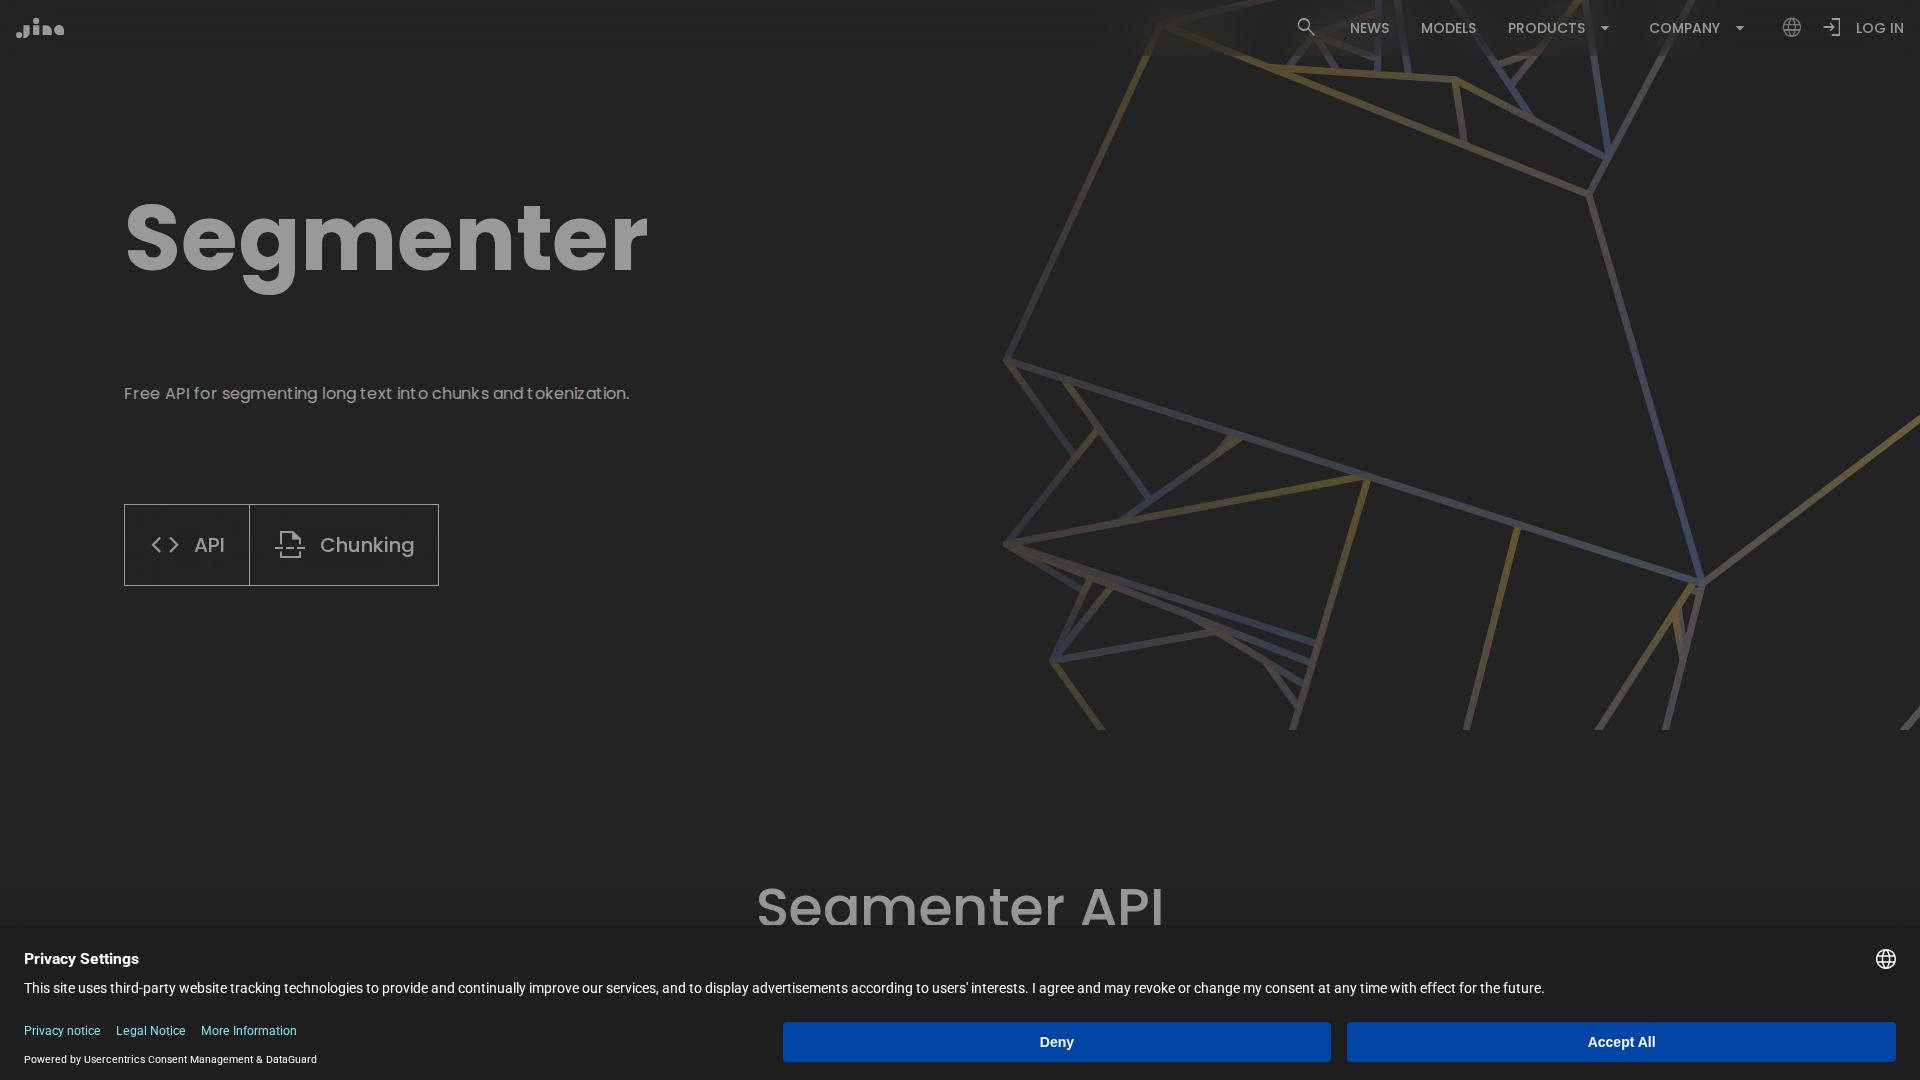 jina
NEWS
MODELS
PRODUCTS
COMPANY
LOG IN
Segmenter
Free API for segmenting long text into chunks and tokenization.
API
Chunking
Segmenter API
Privacy Settings
This site uses third-party website tracking technologies to provide and continually improve our services, and to display advertisements according to users' interests. I agree and may revoke or change my consent at any time with effect for the future.
Privacy notice
Legal Notice
More Information
Deny
Accept All
Powered by Usercentrics Consent Management & DataGuard